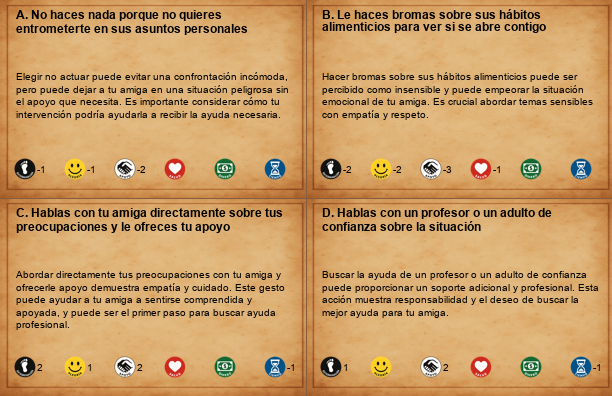 A. No haces nada porque no quieres
entrometerte en sus asuntos personales
Elegir no actuar puede evitar una confrontación incómoda,
pero puede dejar a tu amiga en una situación peligrosa sin
el apoyo que necesita. Es importante considerar cómo tu
intervención podría ayudarla a recibir la ayuda necesaria.
-1 -1 -2
B. Le haces bromas sobre sus hábitos
alimenticios para ver si se abre contigo
Hacer bromas sobre sus hábitos alimenticios puede ser
percibido como insensible y puede empeorar la situación
emocional de tu amiga. Es crucial abordar temas sensibles
con empatía y respeto.
-2 -2 -3 -1
C. Hablas con tu amiga directamente sobre tus
preocupaciones y le ofreces tu apoyo
Abordar directamente tus preocupaciones con tu amiga y
ofrecerle apoyo demuestra empatía y cuidado. Este gesto
puede ayudar a tu amiga a sentirse comprendida y
apoyada, y puede ser el primer paso para buscar ayuda
profesional.
2 1 2 -1
D. Hablas con un profesor o un adulto de
confianza sobre la situación
Buscar la ayuda de un profesor o un adulto de confianza
puede proporcionar un soporte adicional y profesional. Esta
acción muestra responsabilidad y el deseo de buscar la
mejor ayuda para tu amiga.
1 2 -1